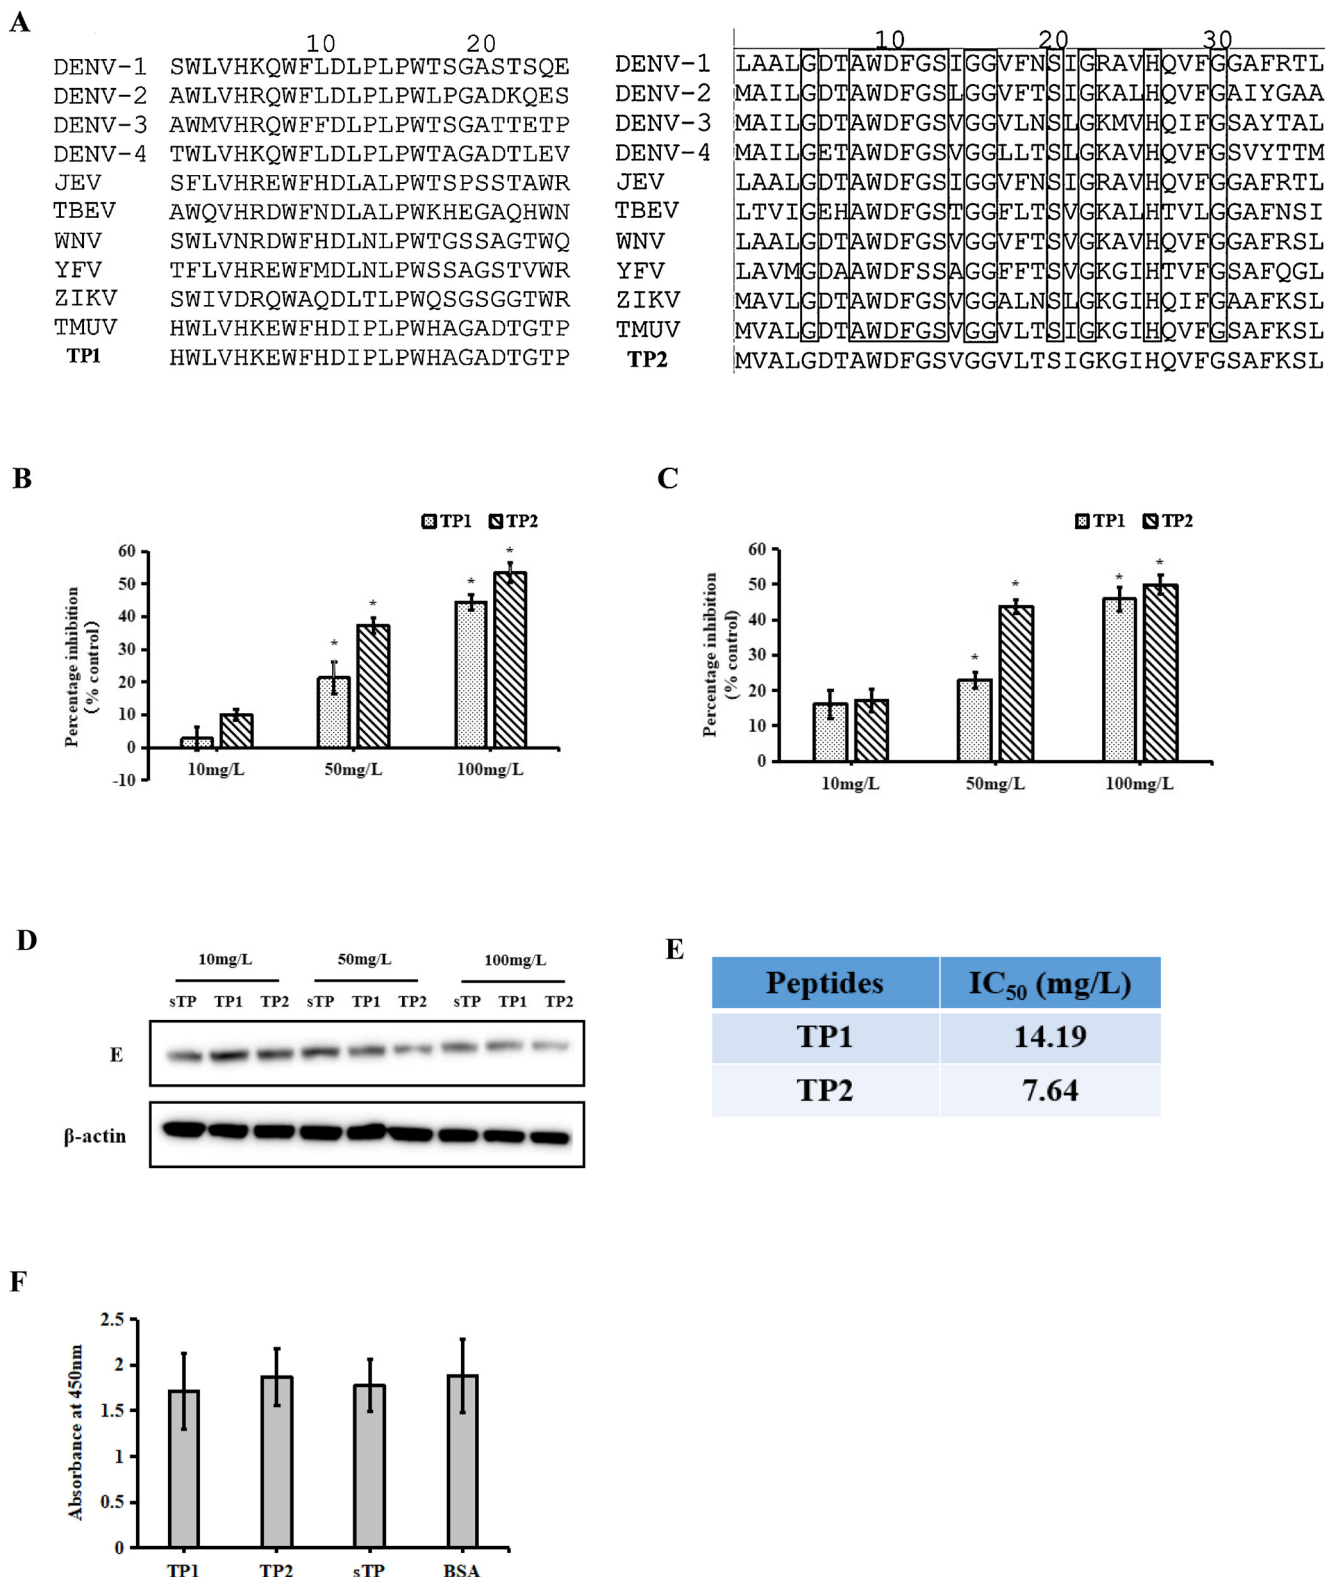 A
10 20
DENV-1 SWLVHKQWFLDLPLPWTSGASTSQE
DENV-2 AWLVHRQWFLDLPLPWLPGADKQES
DENV-3 AWMVHRQWFFDLPLPWTSGATTETP
DENV-4 TWLVHKQWFLDLPLPWTAGADTLEV
JEV SFLVHREWFHDLALPWTSPSSTAWR
TBEV AWQVHRDWFNDLALPWKHEGAQHWN
WNV SWLVNRDWFHDLNLPWTGSSAGTWQ
YFV TFLVHREWFMDLNLPWSSAGSTVWR
ZIKV SWIVDRQWAQDLTLPWQSGSGGTWR
TMUV HWLVHKEWFHDIPLPWHAGADTGTP
TP1 HWLVHKEWFHDIPLPWHAGADTGTP
10 20 30
DENV-1 LAALGDTAWDFGSIGGVFNSIGRAVHQVFGGAFRTL
DENV-2 MAILGDTAWDFGSLGGVFTSIGKALHQVFGAIYGAA
DENV-3 MAILGDTAWDFGSVGGVLNSLGKMVHQIFGSAYTAL
DENV-4 MAILGETAWDFGSVGGLLTSLGKAVHQVFGSVYTTM
JEV LAALGDTAWDFGSIGGVFNSIGRAVHQVFGGAFRTL
TBEV LTVIGEHAWDFGSTGGFLTSVGKALHTVLGGAFNSI
WNV LAALGDTAWDFGSVGGVFTSVGKAVHQVFGGAFRSL
YFV LAVMGDAAWDFSSAGGFFTSVGKGIHTVFGSAFQGL
ZIKV MAVLGDTAWDFGSVGGALNSLGKGIHQIFGAAFKSL
TMUV MVALGDTAWDFGSVGGVLTSIGKGIHQVFGSAFKSL
TP2 MVALGDTAWDFGSVGGVLTSIGKGIHQVFGSAFKSL
B
TP1 TP2
Percentage inhibition
(% control)
60
50
40
30
20
10
0
-10
* * * *
10mg/L 50mg/L 100mg/L
C
TP1 TP2
Percentage inhibition
(% control)
60
50
40
30
20
10
0
* * * *
10mg/L 50mg/L 100mg/L
D
10mg/L 50mg/L 100mg/L
sTP TP1 TP2 sTP TP1 TP2 sTP TP1 TP2
E
β-actin
E
Peptides IC50 (mg/L)
TP1 14.19
TP2 7.64
F
Absorbance at 450nm
2.5
2
1.5
1
0.5
0
TP1 TP2 sTP BSA